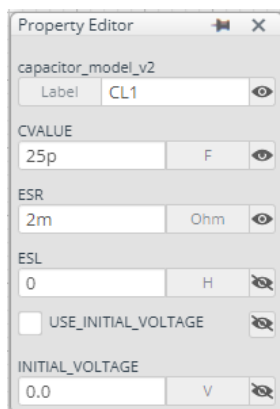 Property Editor
capacitor_model_v2
Label CL1
CVALUE
25p F
ESR
2m Ohm
ESL
0 H
USE_INITIAL_VOLTAGE
INITIAL_VOLTAGE
0.0 V